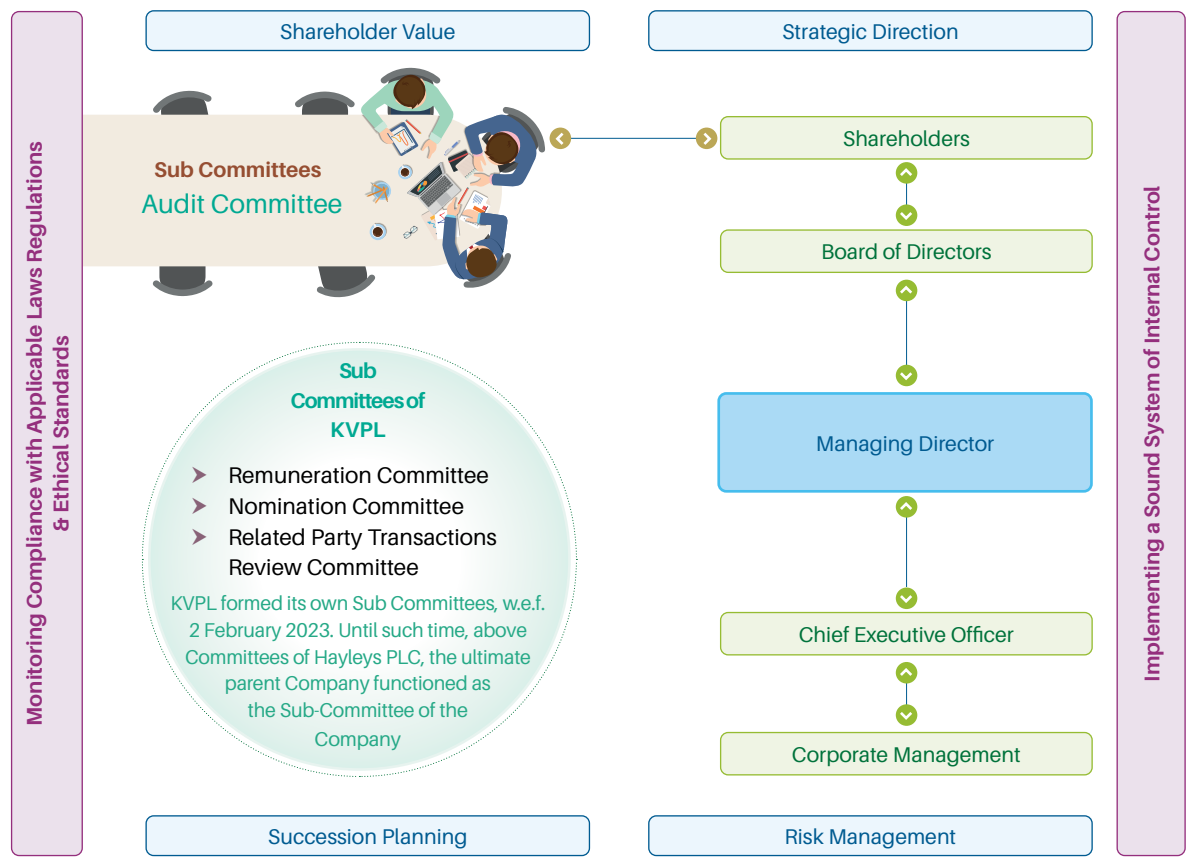 Shareholder Value
Strategic Direction
Monitoring Compliance with Applicable Laws Regulations
& Ethical Standards
Sub Committees
Audit Committee
Sub
Committees of
KVPL
Remuneration Committee
Nomination Committee
Related Party Transactions
Review Committee
KVPL formed its own Sub Committees, w.e.f.
2 February 2023. Until such time, above
Committees of Hayleys PLC, the ultimate
parent Company functioned as
the Sub-Committee of the
Company
Shareholders
Board of Directors
Managing Director
Chief Executive Officer
Corporate Management
Implementing a Sound System of Internal Control
Succession Planning
Risk Management